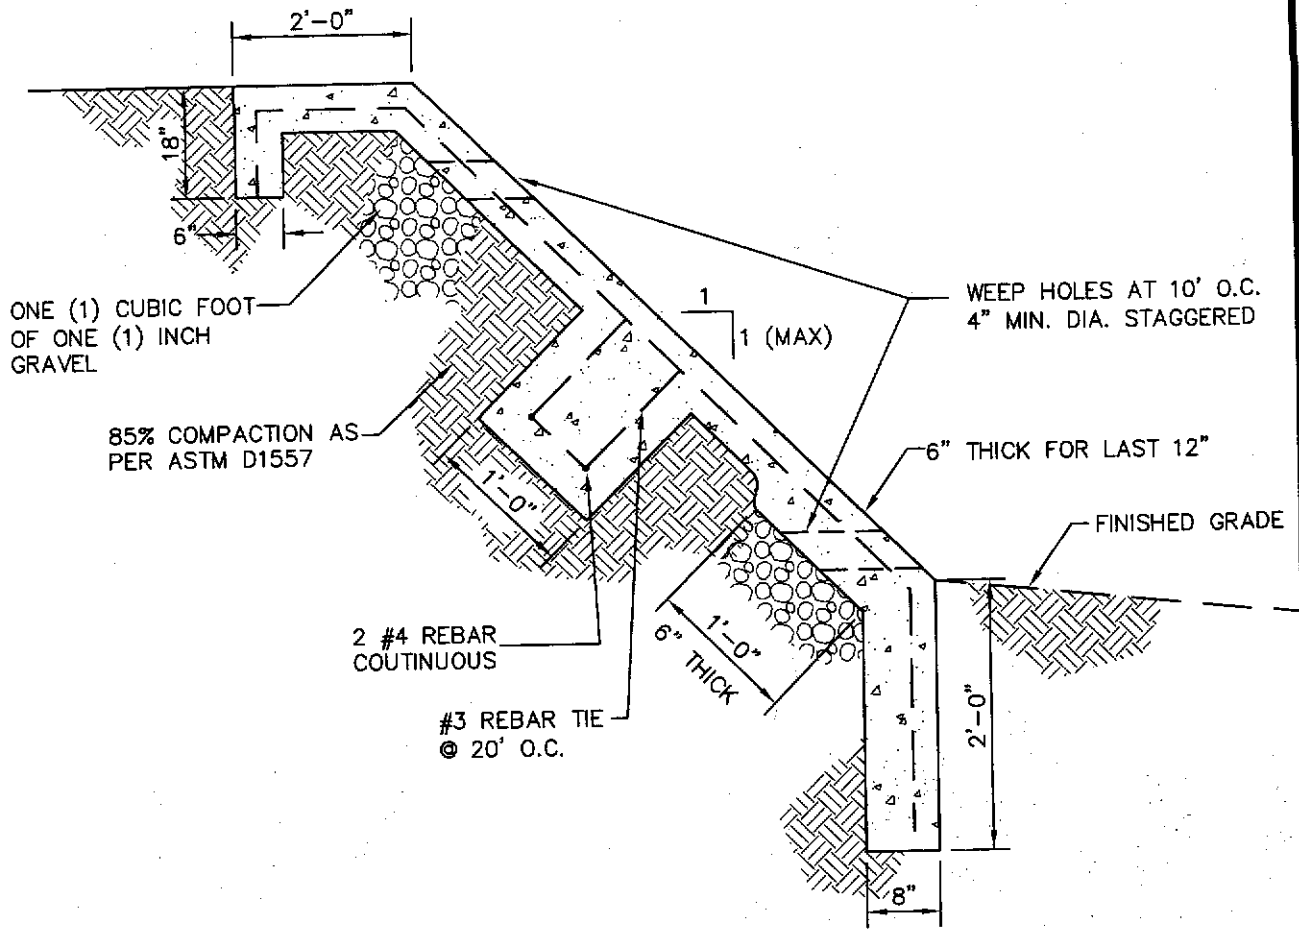 2'-0"
18"
6"
ONE (1) CUBIC FOOT
OF ONE (1) INCH
GRAVEL
85% COMPACTION AS
PER ASTM D1557
1'-0"
2 #4 REBAR
COUTINUOUS
#3 REBAR TIE
@ 20' O.C.
1
1 (MAX)
WEEP HOLES AT 10' O.C.
4" MIN. DIA. STAGGERED
6" THICK FOR LAST 12"
FINISHED GRADE
1'-0"
6" THICK
2'-0"
8"